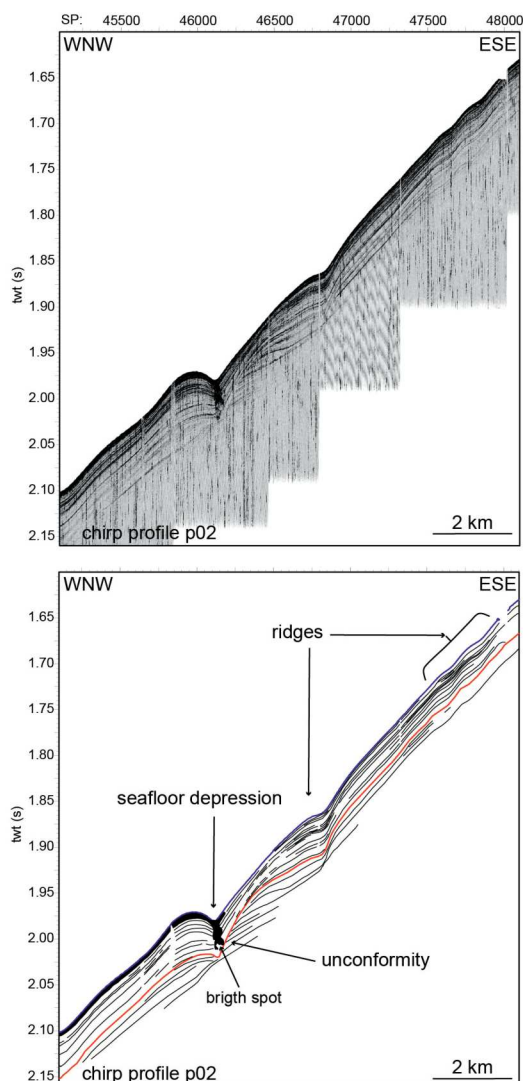 SP: 45500 46000 46500 47000 47500 48000
WNW ESE
1.65
1.70
1.75
1.80
1.85
1.90
1.95
2.00
2.05
2.10
2.15
twt (s)
chirp profile p02
2 km
WNW ESE
1.65
1.70
1.75
1.80
1.85
1.90
1.95
2.00
2.05
2.10
2.15
twt (s)
ridges
seafloor depression
unconformity
brigth spot
chirp profile p02
2 km